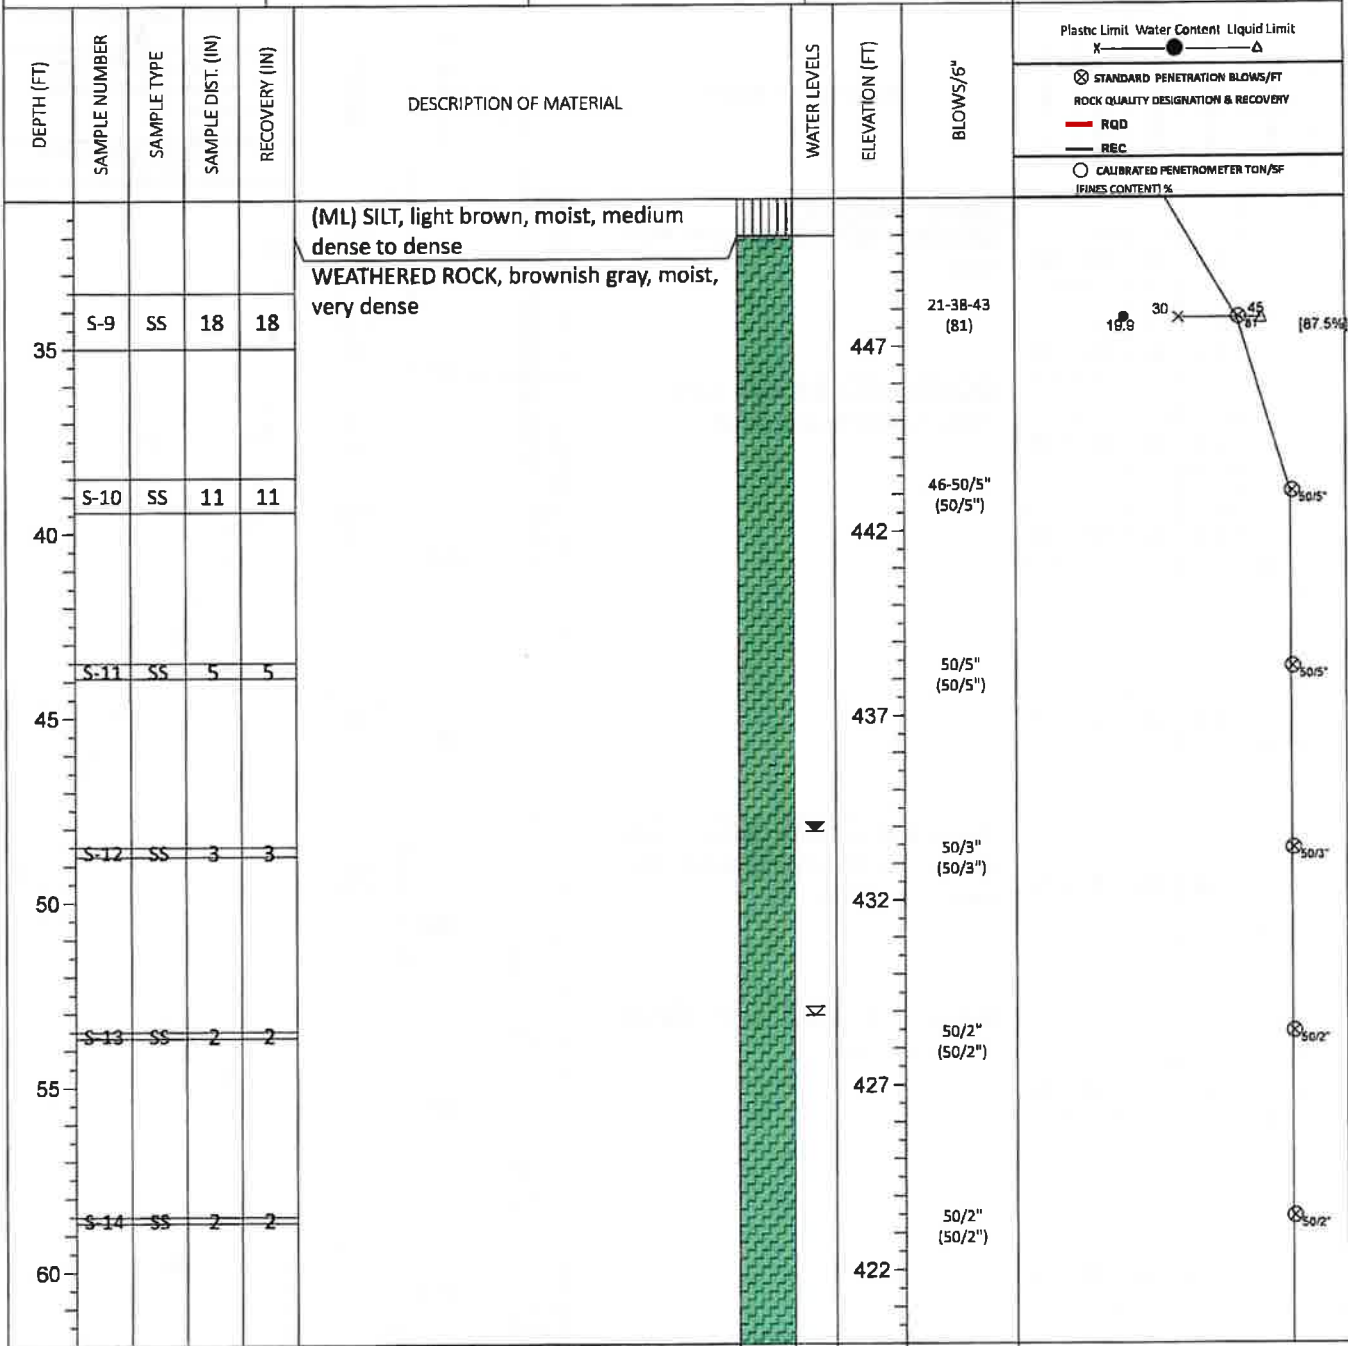 DEPTH (FT)
SAMPLE NUMBER
SAMPLE TYPE
SAMPLE DIST. (IN)
RECOVERY (IN)
DESCRIPTION OF MATERIAL
WATER LEVELS
ELEVATION (FT)
BLOWS/6"
Plastic Limit Water Content Liquid Limit
X Δ
STANDARD PENETRATION BLOWS/FT
ROCK QUALITY DESIGNATION & RECOVERY
RQD
REC
CALIBRATED PENETROMETER TON/SF
[FINES CONTENT] %
(ML) SILT, light brown, moist, medium
dense to dense
WEATHERED ROCK, brownish gray, moist,
very dense
S-9 SS 18 18
21-38-43
(81)
19.9 30 45
81
[87.5%]
35 447
S-10 SS 11 11
46-50/5"
(50/5")
50/5"
40 442
S-11 SS 5 5
50/5"
(50/5")
50/5"
45 437
S-12 SS 3 3
50/3"
(50/3")
50/3"
50 432
S-13 SS 2 2
50/2"
(50/2")
50/2"
55 427
S-14 SS 2 2
50/2"
(50/2")
50/2"
60 422